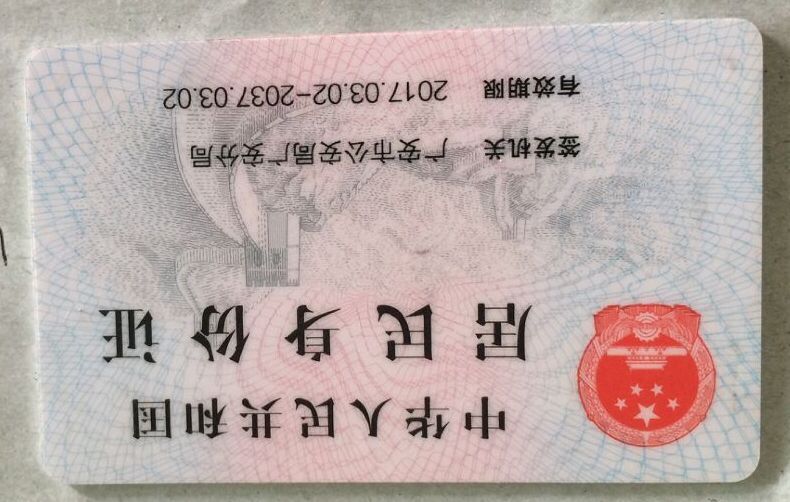 中华人民共和国
居民身份证
签发机关 广安市公安局广安分局
有效期限 2017.03.02-2037.03.02